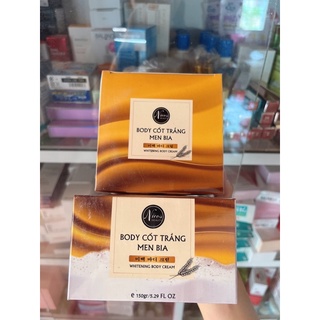 BODY CỐT TRẮNG
MEN BIA
WHITENING BODY CREAM
BODY CỐT TRẮNG
MEN BIA
WHITENING BODY CREAM
℮ 150gr/5.29 FL OZ